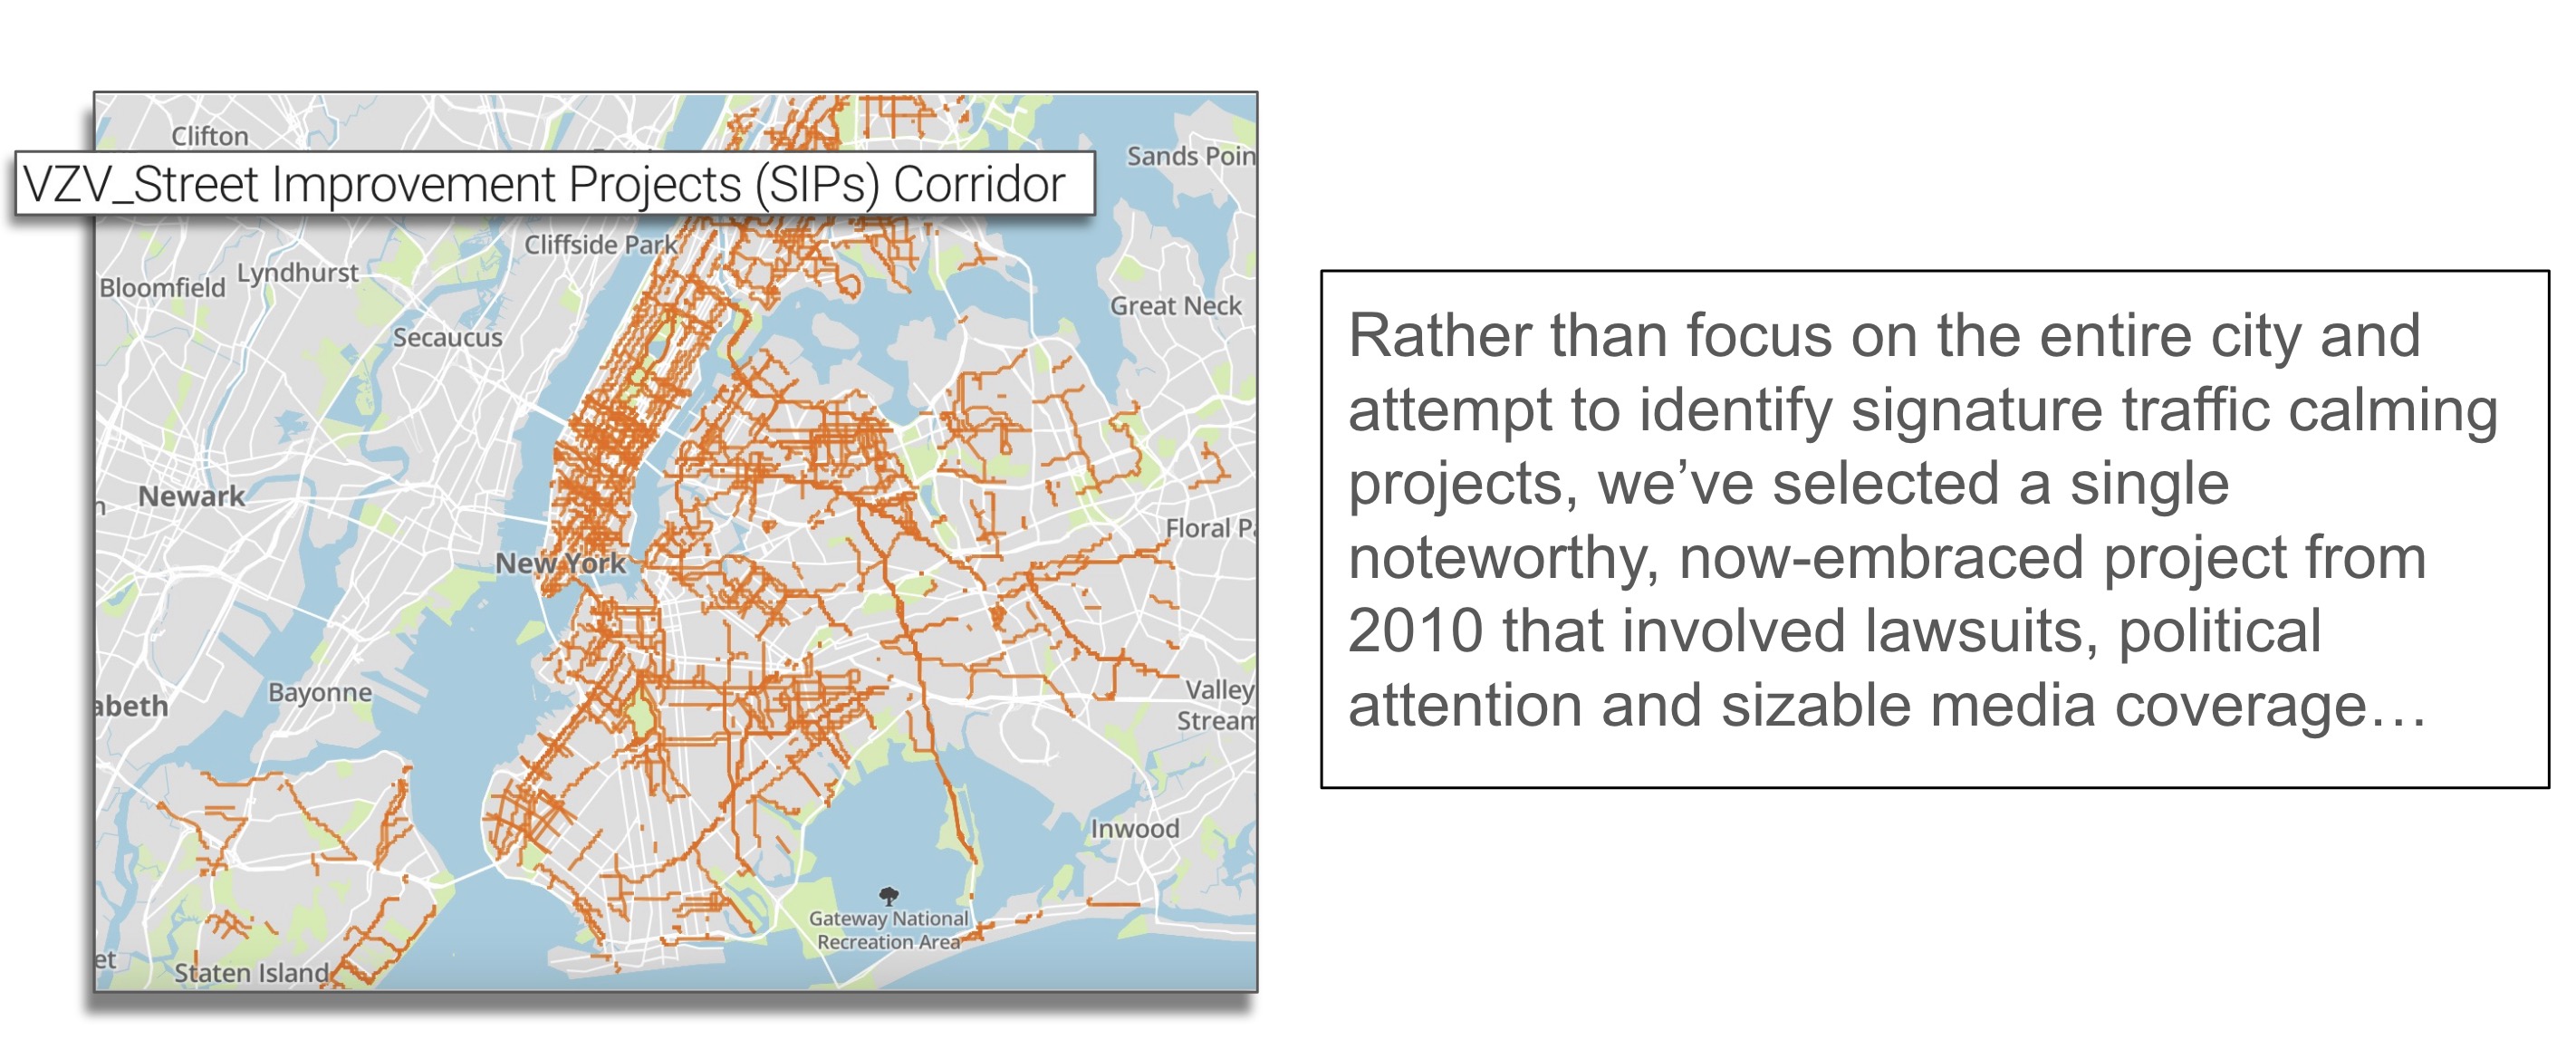 Clifton
Sands Poin
VZV_Street Improvement Projects (SIPs) Corridor
Cliffside Park
Lyndhurst
Bloomfield
Great Neck
Secaucus
Newark
Floral P
New York
Bayonne
abeth
Valley
Stream
Inwood
Gateway National
Recreation Area
et
Staten Island
Rather than focus on the entire city and
attempt to identify signature traffic calming
projects, we’ve selected a single
noteworthy, now-embraced project from
2010 that involved lawsuits, political
attention and sizable media coverage…